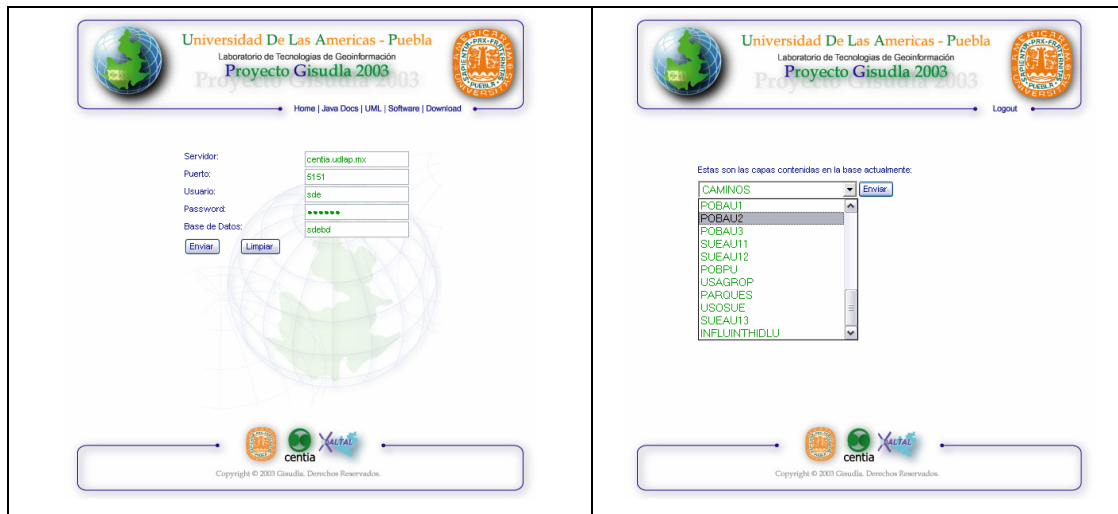 Universidad De Las Americas - Puebla
Laboratorio de Tecnologias de Geoinformación
Proyecto Gisudla 2003
Home | Java Docs | UML | Software | Download
Servidor:
centia.udlap.mx
Puerto:
5151
Usuario:
sde
Password:
••••••
Base de Datos:
sdebd
Enviar
Limpiar
centia
XALTAL
Copyright © 2003 Gisudla. Derechos Reservados.
Universidad De Las Americas - Puebla
Laboratorio de Tecnologias de Geoinformación
Proyecto Gisudla 2003
Logout
Estas son las capas contenidas en la base actualmente:
CAMINOS
Enviar
POBAU1
POBAU2
POBAU3
SUEAU11
SUEAU12
POBPU
USAGROP
PARQUES
USOSUE
SUEAU13
INFLUINTHIDLU
centia
XALTAL
Copyright © 2003 Gisudla. Derechos Reservados.